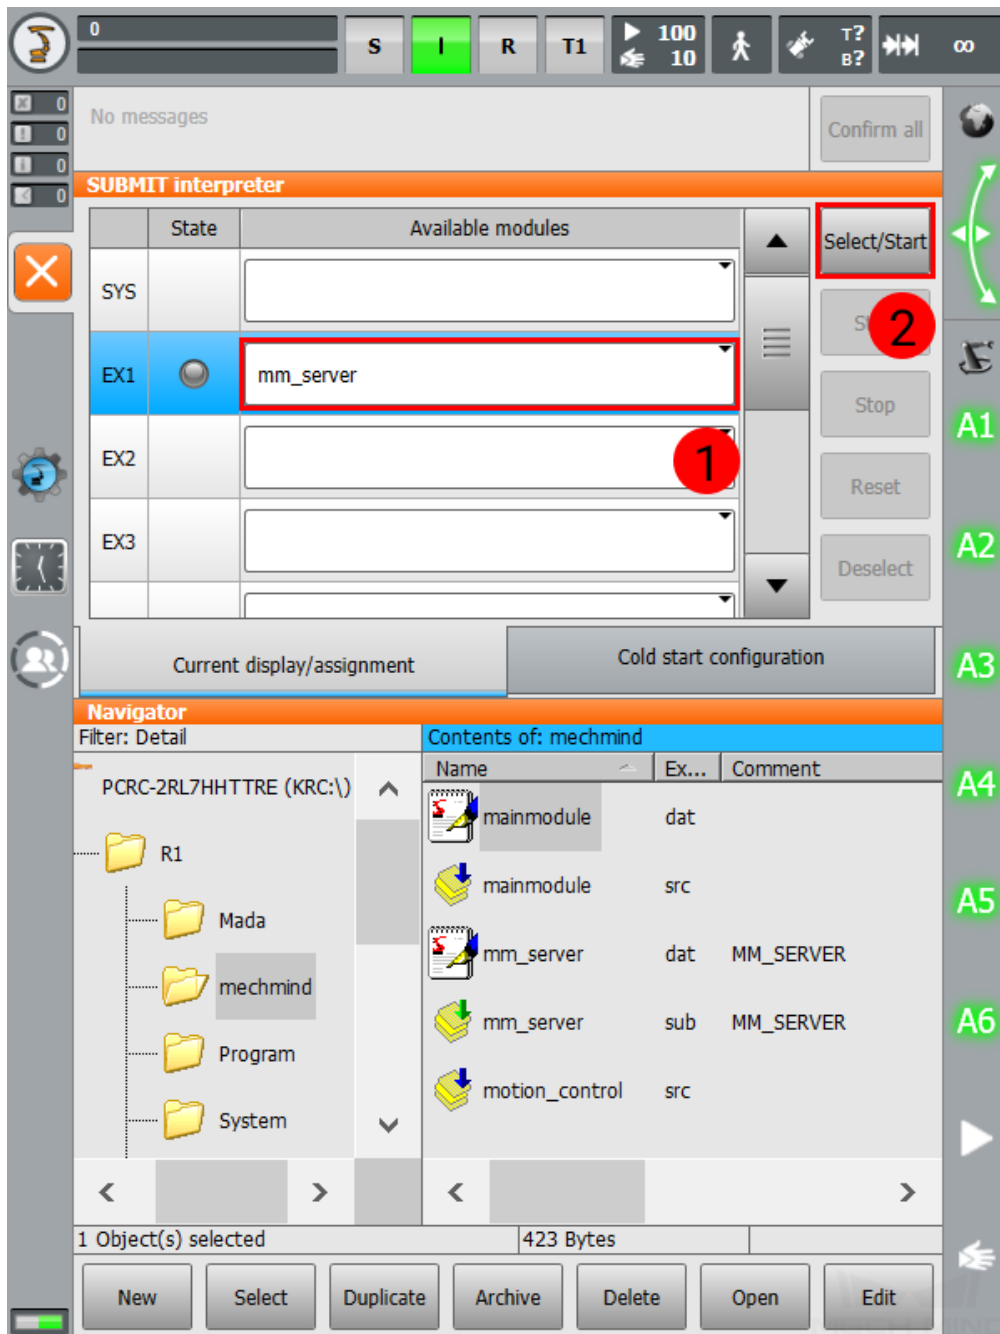 0
S I R T1 100 10 T? B? ∞
0
0
0
0
No messages
Confirm all
SUBMIT interpreter
State Available modules
Select/Start
SYS
2
EX1 mm_server
Stop
EX2
1
Reset
EX3
Deselect
Current display/assignment Cold start configuration
A1
A2
A3
A4
A5
A6
Navigator
Filter: Detail Contents of: mechmind
Name Ex... Comment
PCRC-2RL7HHTTRE (KRC:\)
R1
Mada
mechmind
Program
System
mainmodule dat
mainmodule src
mm_server dat MM_SERVER
mm_server sub MM_SERVER
motion_control src
1 Object(s) selected 423 Bytes
New Select Duplicate Archive Delete Open Edit